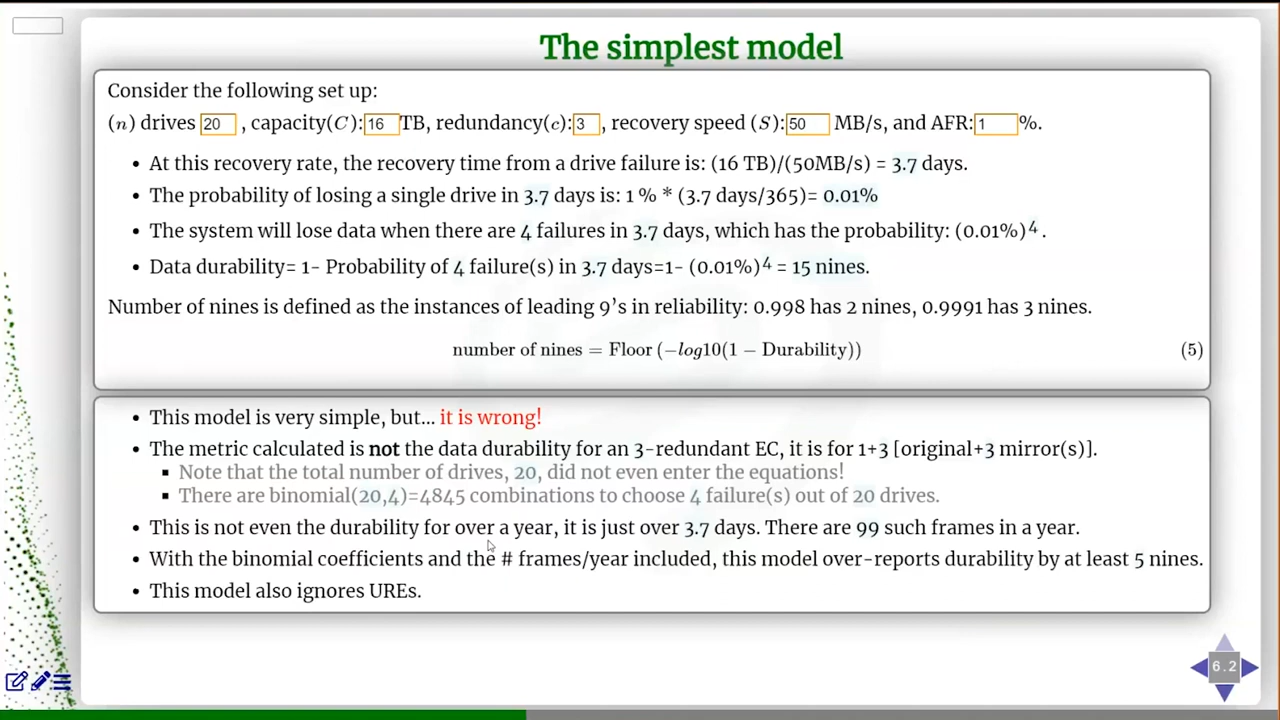 The simplest model
Consider the following set up:
(n) drives 20 , capacity(C): 16 TB, redundancy(c): 3 , recovery speed (S): 50 MB/s, and AFR: 1 %.
• At this recovery rate, the recovery time from a drive failure is: (16 TB)/(50MB/s) = 3.7 days.
• The probability of losing a single drive in 3.7 days is: 1 % * (3.7 days/365)= 0.01%
• The system will lose data when there are 4 failures in 3.7 days, which has the probability: (0.01%)⁴ .
• Data durability= 1- Probability of 4 failure(s) in 3.7 days=1- (0.01%)⁴ = 15 nines.
Number of nines is defined as the instances of leading 9's in reliability: 0.998 has 2 nines, 0.9991 has 3 nines.
number of nines = Floor (−log10(1 − Durability)) (5)
• This model is very simple, but... it is wrong!
• The metric calculated is not the data durability for an 3-redundant EC, it is for 1+3 [original+3 mirror(s)].
▪ Note that the total number of drives, 20, did not even enter the equations!
▪ There are binomial(20,4)=4845 combinations to choose 4 failure(s) out of 20 drives.
• This is not even the durability for over a year, it is just over 3.7 days. There are 99 such frames in a year.
• With the binomial coefficients and the # frames/year included, this model over-reports durability by at least 5 nines.
• This model also ignores UREs.
6.2